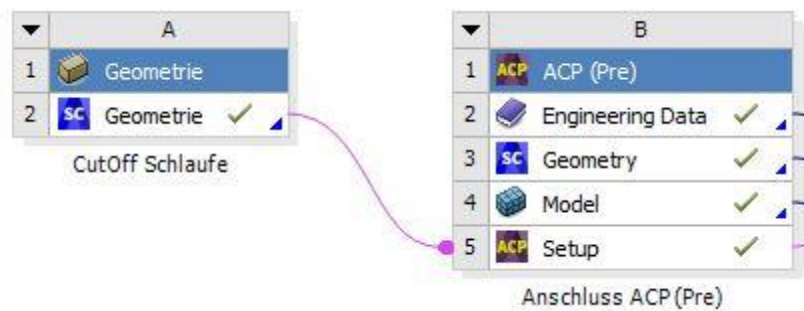 A
1 Geometrie
2 SC Geometrie
CutOff Schlaufe
B
1 ACP ACP (Pre)
2 Engineering Data
3 SC Geometry
4 Model
5 ACP Setup
Anschluss ACP (Pre)